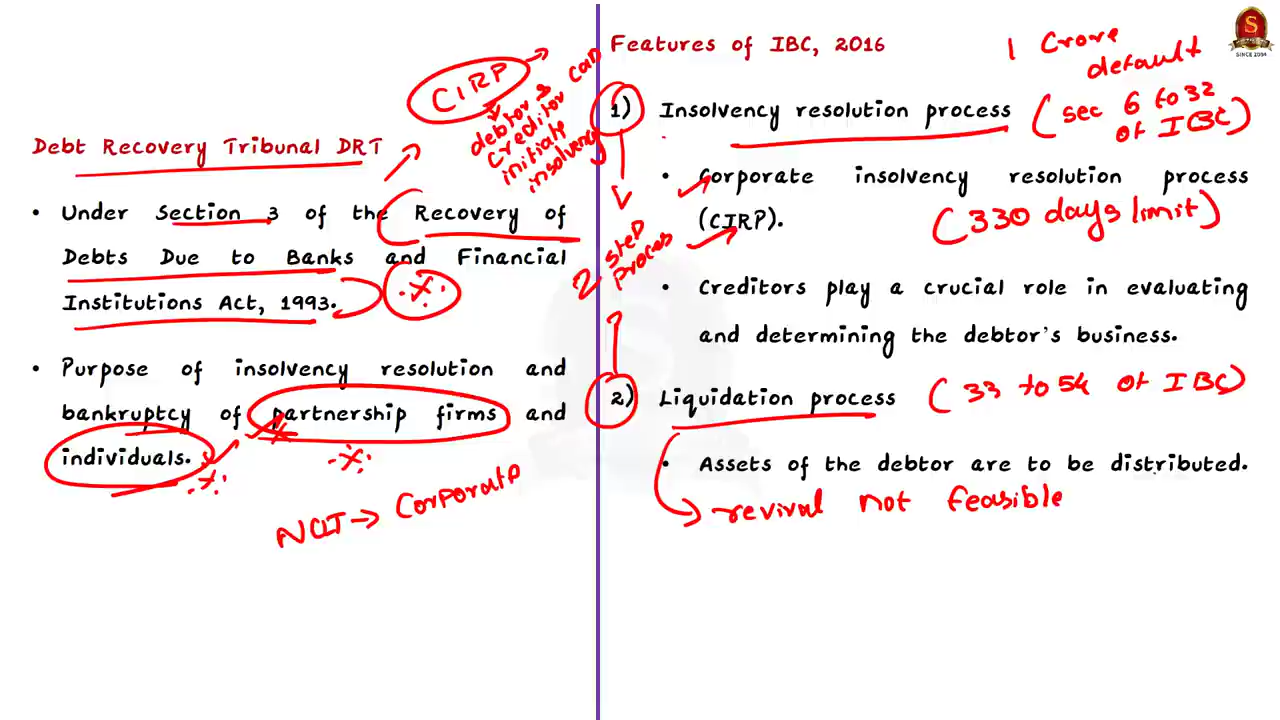 Debt Recovery Tribunal DRT
• Under Section 3 of the Recovery of
Debts Due to Banks and Financial
Institutions Act, 1993.
• Purpose of insolvency resolution and
bankruptcy of partnership firms and
individuals.
NOT → Corporate
CIRP
debtor &
creditor can
initiate
insolvency
Features of IBC, 2016
1 Crore
default
1) Insolvency resolution process
(sec 6 to 32
of IBC)
• Corporate insolvency resolution process
(CIRP).
(330 days limit)
2 step
process
• Creditors play a crucial role in evaluating
and determining the debtor's business.
2) Liquidation process
(33 to 54 of IBC)
• Assets of the debtor are to be distributed.
revival not feasible
S
SINCE 2004